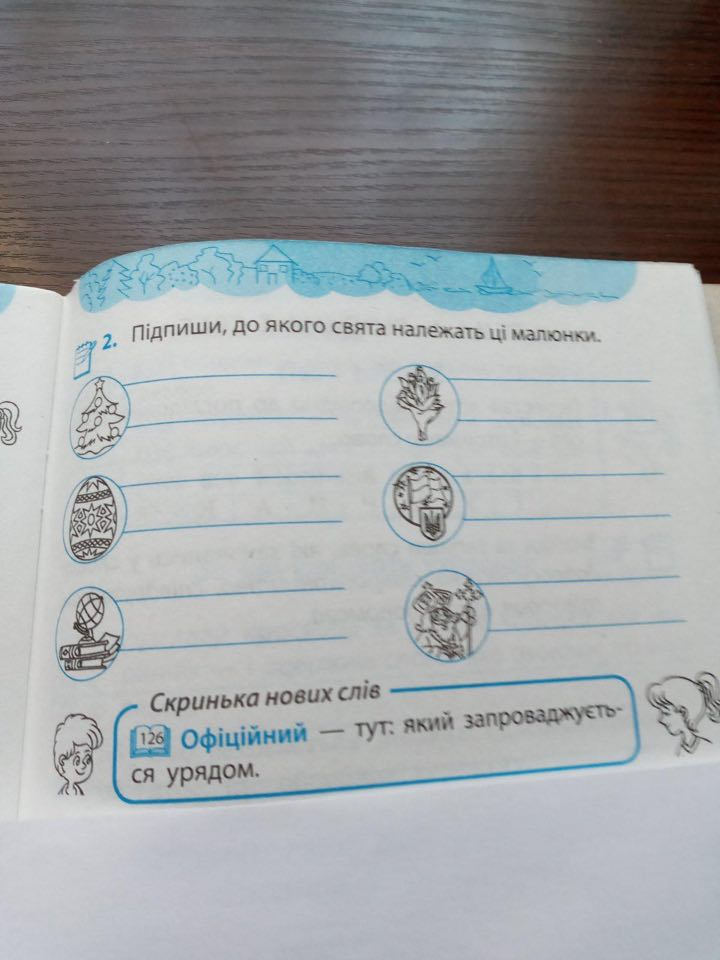 2. Підпиши, до якого свята належать ці малюнки.
Скринька нових слів
126 Офіційний — тут: який запроваджуєть-
ся урядом.